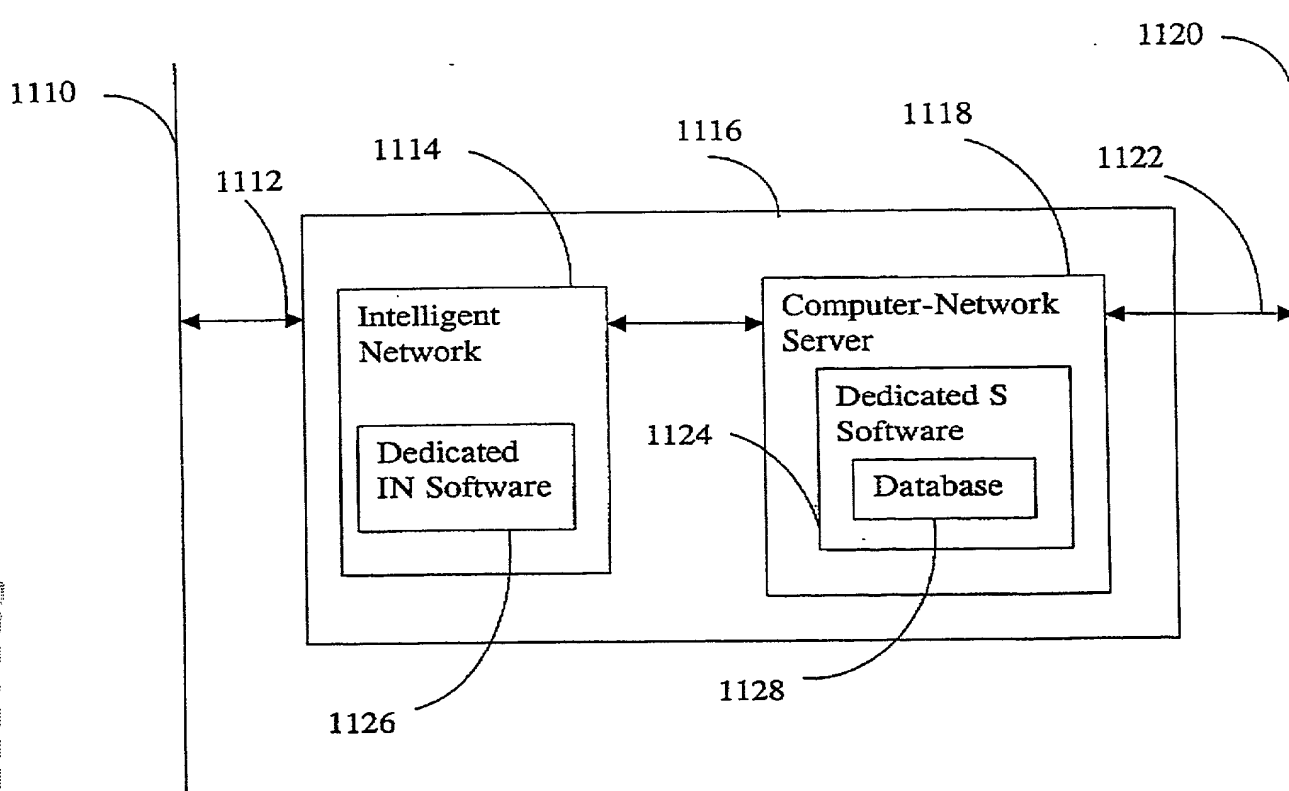 1120
1110
1116
1118
1114
1122
1112
Intelligent
Network
Computer-Network
Server
Dedicated S
Software
1124
Dedicated
IN Software
Database
1128
1126